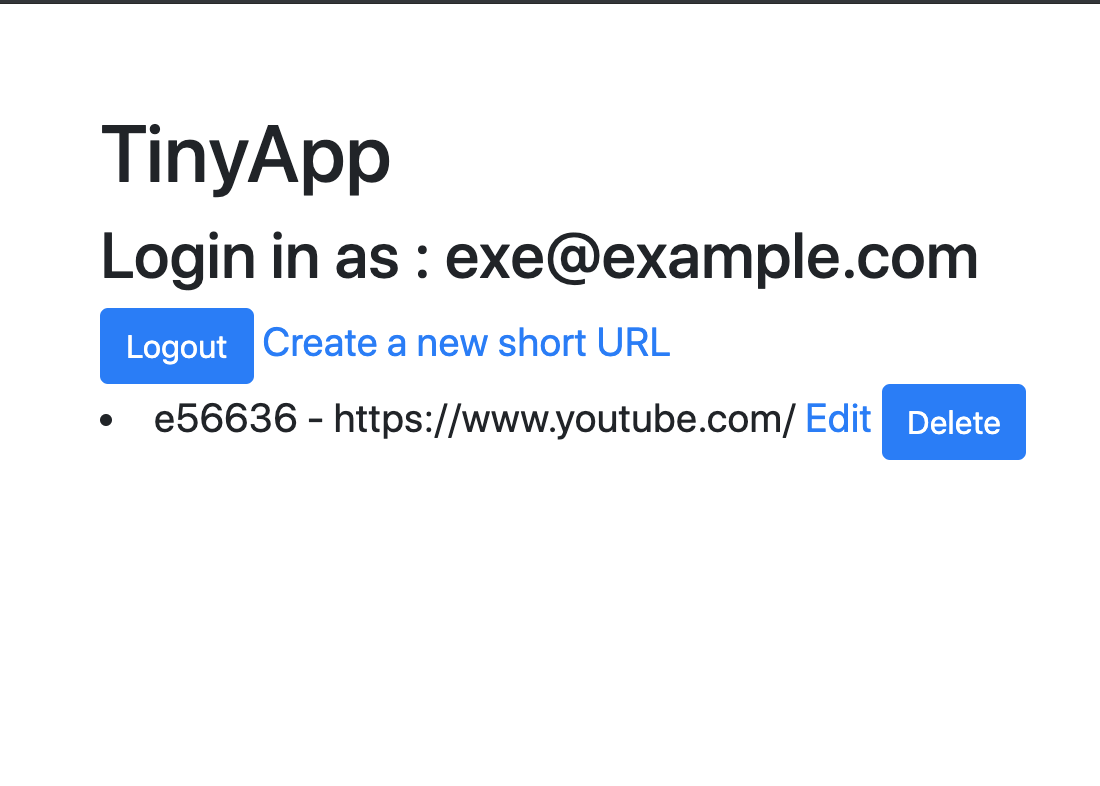 TinyApp
Login in as : exe@example.com
Logout Create a new short URL
• e56636 - https://www.youtube.com/ Edit Delete